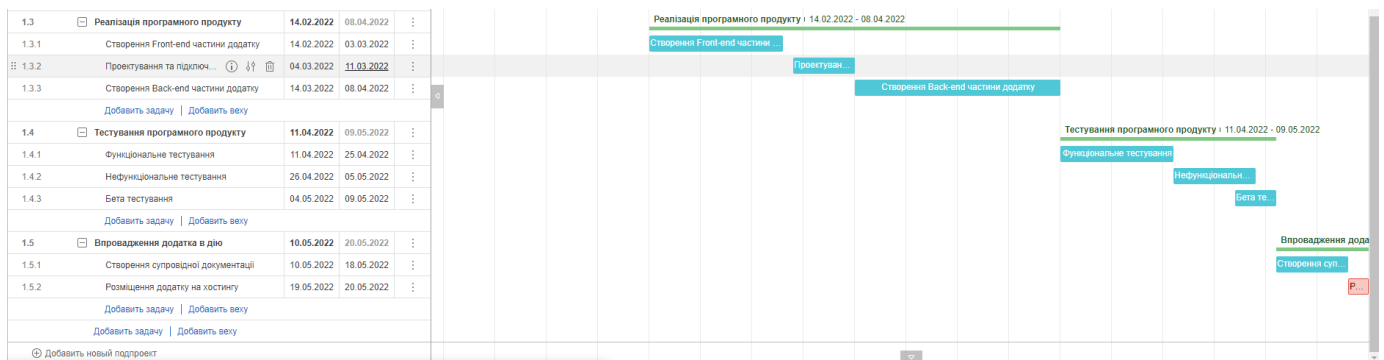 1.3 Реалізація програмного продукту 14.02.2022 08.04.2022
Реалізація програмного продукту 14.02.2022 - 08.04.2022
1.3.1 Створення Front-end частини додатку 14.02.2022 03.03.2022
Створення Front-end частини ...
1.3.2 Проектування та підключ... 04.03.2022 11.03.2022
Проектуван...
1.3.3 Створення Back-end частини додатку 14.03.2022 08.04.2022
Створення Back-end частини додатку
Добавить задачу | Добавить веху
1.4 Тестування програмного продукту 11.04.2022 09.05.2022
Тестування програмного продукту 11.04.2022 - 09.05.2022
1.4.1 Функціональне тестування 11.04.2022 25.04.2022
Функціональне тестування
1.4.2 Нефункціональне тестування 26.04.2022 05.05.2022
Нефункціональн...
1.4.3 Бета тестування 04.05.2022 09.05.2022
Бета те...
Добавить задачу | Добавить веху
1.5 Впровадження додатка в дію 10.05.2022 20.05.2022
Впровадження дода
1.5.1 Створення супровідної документації 10.05.2022 18.05.2022
Створення суп...
1.5.2 Розміщення додатку на хостингу 19.05.2022 20.05.2022
Р...
Добавить задачу | Добавить веху
Добавить задачу | Добавить веху
Добавить новый подпроект